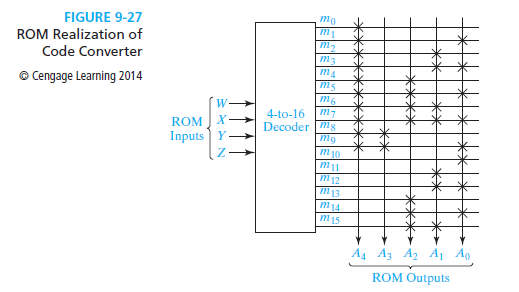 FIGURE 9-27
ROM Realization of
Code Converter
© Cengage Learning 2014
ROM
Inputs
W
X
Y
Z
4-to-16
Decoder
m0
m1
m2
m3
m4
m5
m6
m7
m8
m9
m10
m11
m12
m13
m14
m15
A4 A3 A2 A1 A0
ROM Outputs